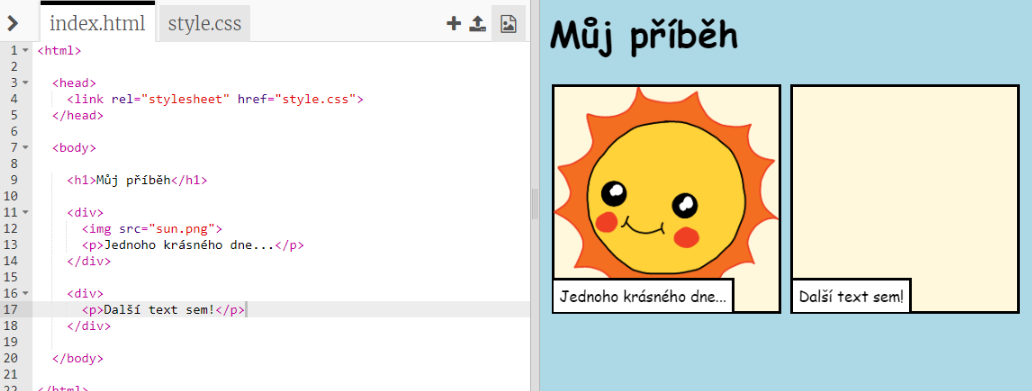 index.html style.css
1 <html>
2
3 <head>
4 <link rel="stylesheet" href="style.css">
5 </head>
6
7 <body>
8
9 <h1>Můj příběh</h1>
10
11 <div>
12 <img src="sun.png">
13 <p>Jednoho krásného dne...</p>
14 </div>
15
16 <div>
17 <p>Další text sem!</p>
18 </div>
19
20 </body>
21
22 </html>
Můj příběh
Jednoho krásného dne...
Další text sem!